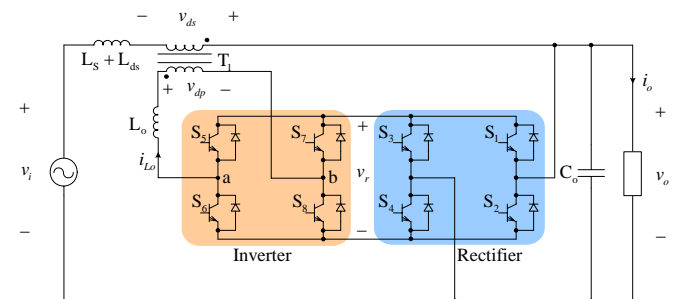 − v_ds +
L_S + L_ds
T_1
+ v_dp −
i_o
+
L_o
S_5
S_7
+
S_3
S_1
+
i_Lo
v_i
a
b
v_r
C_o
v_o
S_6
S_8
S_4
S_2
−
−
−
Inverter
Rectifier